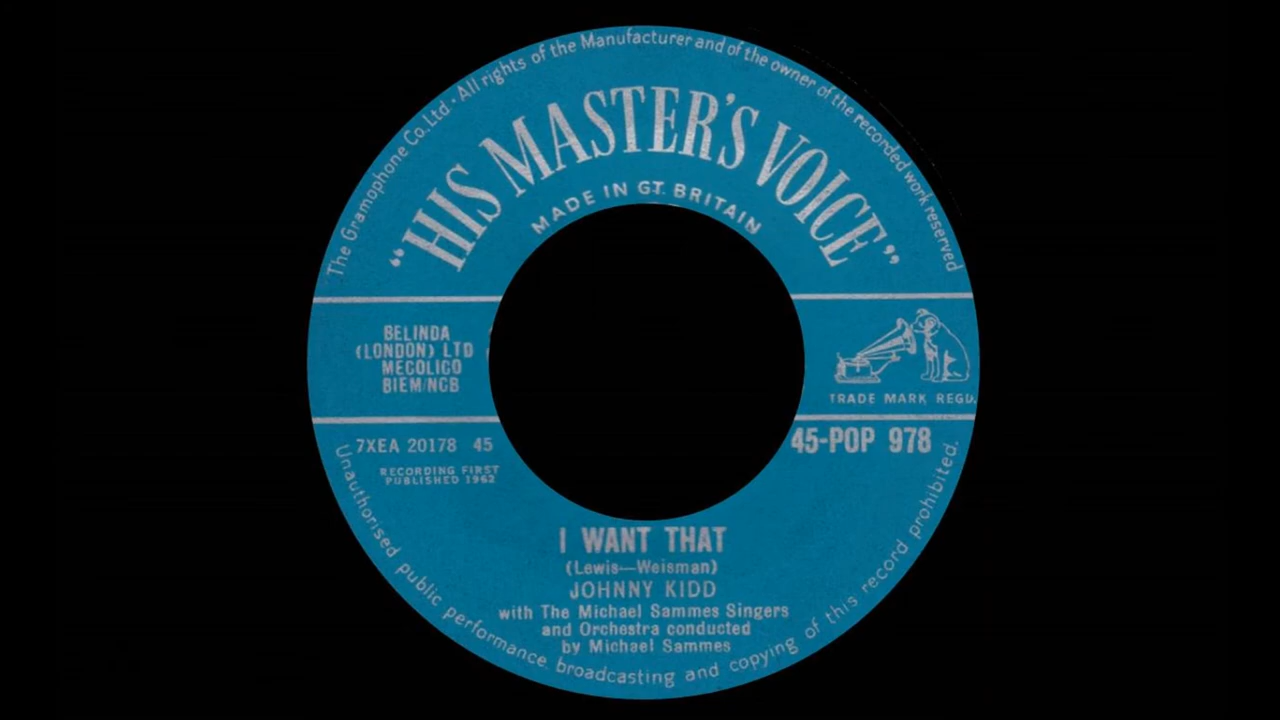 The Gramophone Co. Ltd · All rights of the Manufacturer and of the owner of the recorded work reserved
"HIS MASTER'S VOICE"
MADE IN GT. BRITAIN
BELINDA
(LONDON) LTD
MECOLICO
BIEM/NCB
TRADE MARK REGD.
7XEA 20178 45
45-POP 978
RECORDING FIRST
PUBLISHED 1962
I WANT THAT
(Lewis—Weisman)
JOHNNY KIDD
with The Michael Sammes Singers
and Orchestra conducted
by Michael Sammes
Unauthorised public performance broadcasting and copying of this record prohibited.